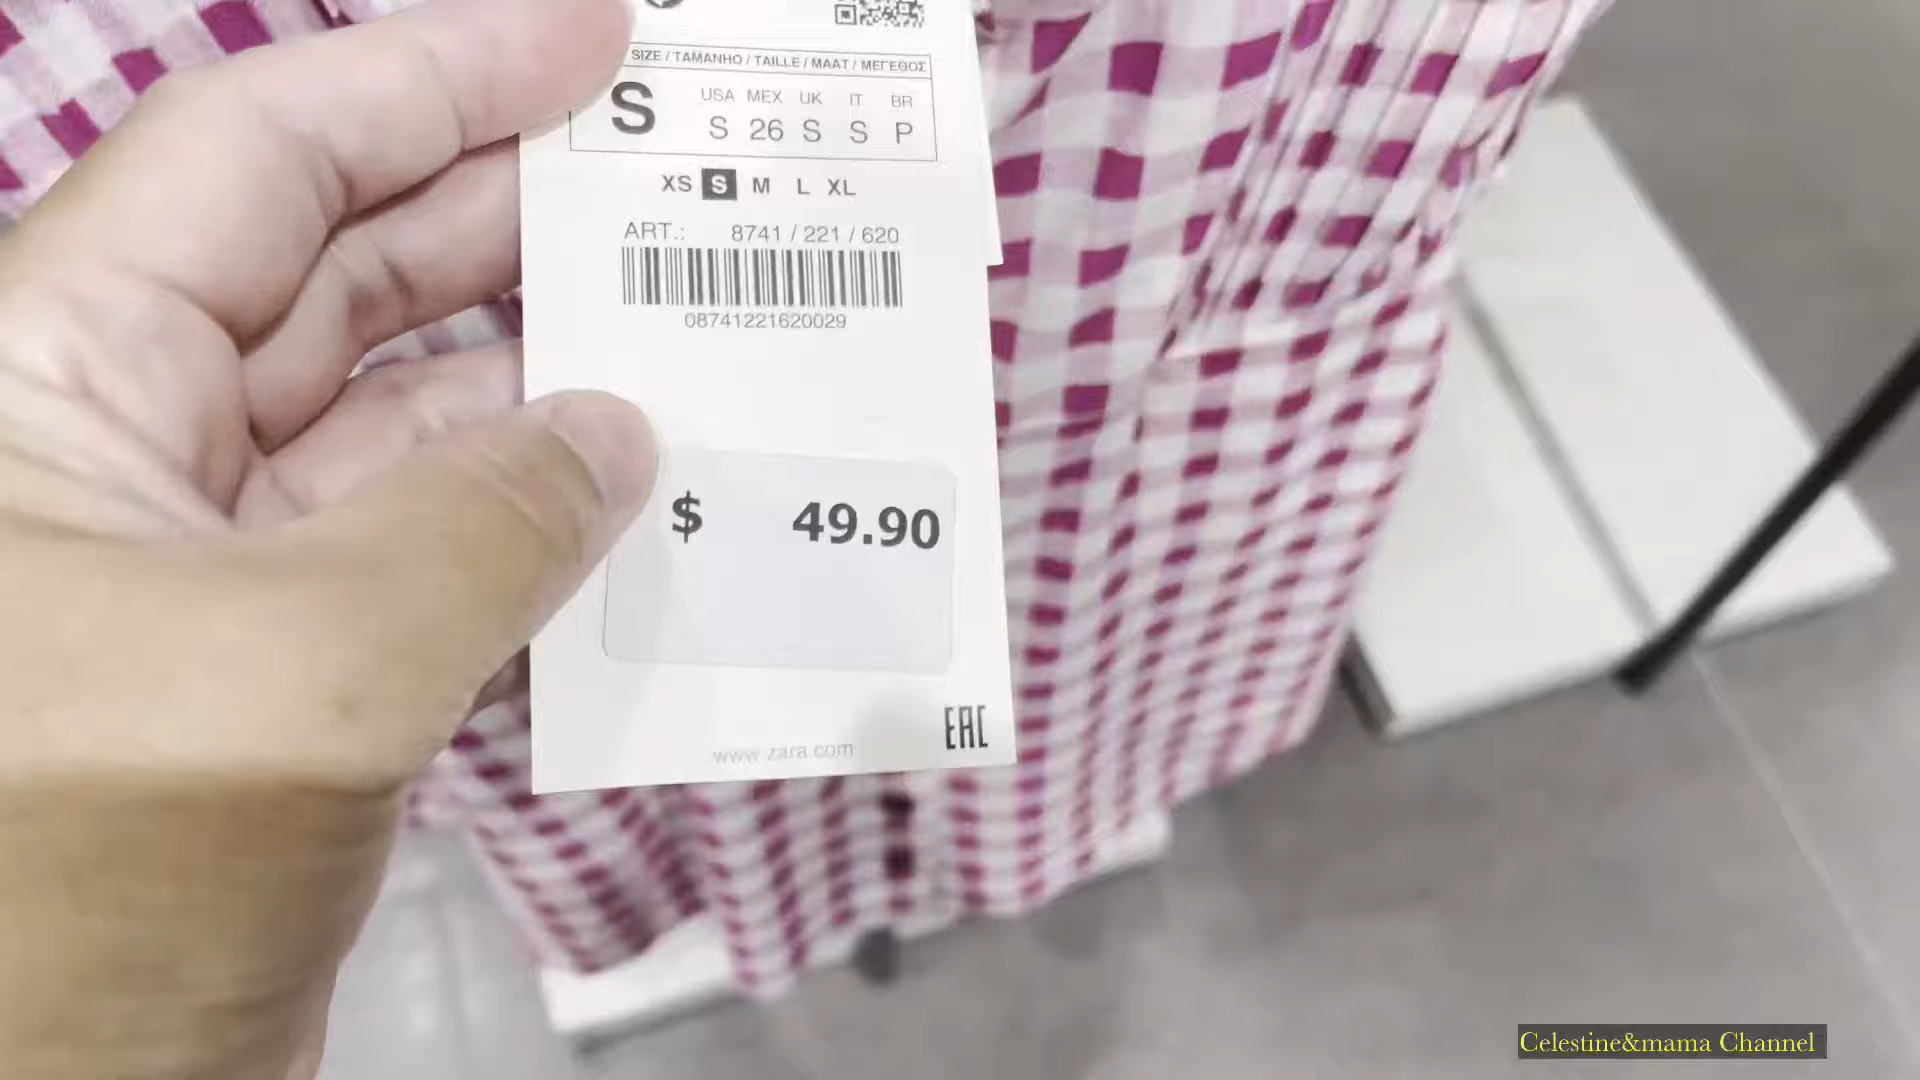 SIZE / TAMANHO / TAILLE / MAAT / ΜΕΓΕΘΟΣ
S
USA MEX UK IT BR
S 26 S S P
XS S M L XL
ART.: 8741 / 221 / 620
08741221620029
$ 49.90
EAC
www.zara.com
Celestine&mama Channel